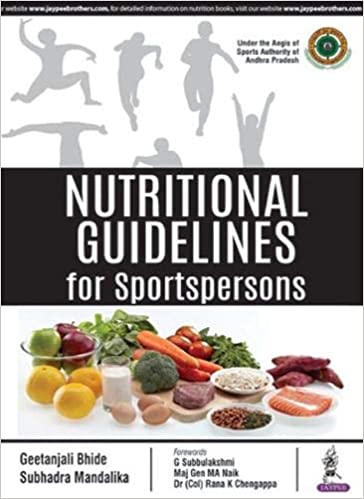 r website www.jaypeebrothers.com, for detailed information on nutrition books, visit our website www.jaypeebrothers.com, for
Under the Aegis of
Sports Authority of
Andhra Pradesh
NUTRITIONAL
GUIDELINES
for Sportspersons
Geetanjali Bhide
Subhadra Mandalika
Forewords
G Subbulakshmi
Maj Gen MA Naik
Dr (Col) Rana K Chengappa
JAYPEE